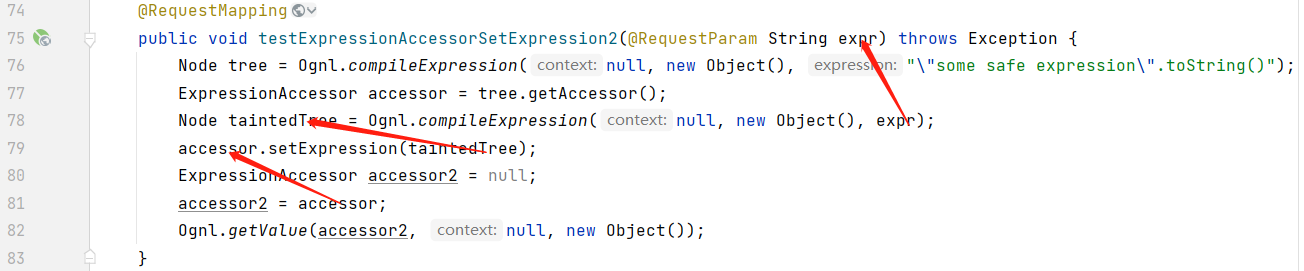 74 @RequestMapping
75 public void testExpressionAccessorSetExpression2(@RequestParam String expr) throws Exception {
76 Node tree = Ognl.compileExpression( context: null, new Object(), expression: "\"some safe expression\".toString()");
77 ExpressionAccessor accessor = tree.getAccessor();
78 Node taintedTree = Ognl.compileExpression( context: null, new Object(), expr);
79 accessor.setExpression(taintedTree);
80 ExpressionAccessor accessor2 = null;
81 accessor2 = accessor;
82 Ognl.getValue(accessor2, context: null, new Object());
83 }